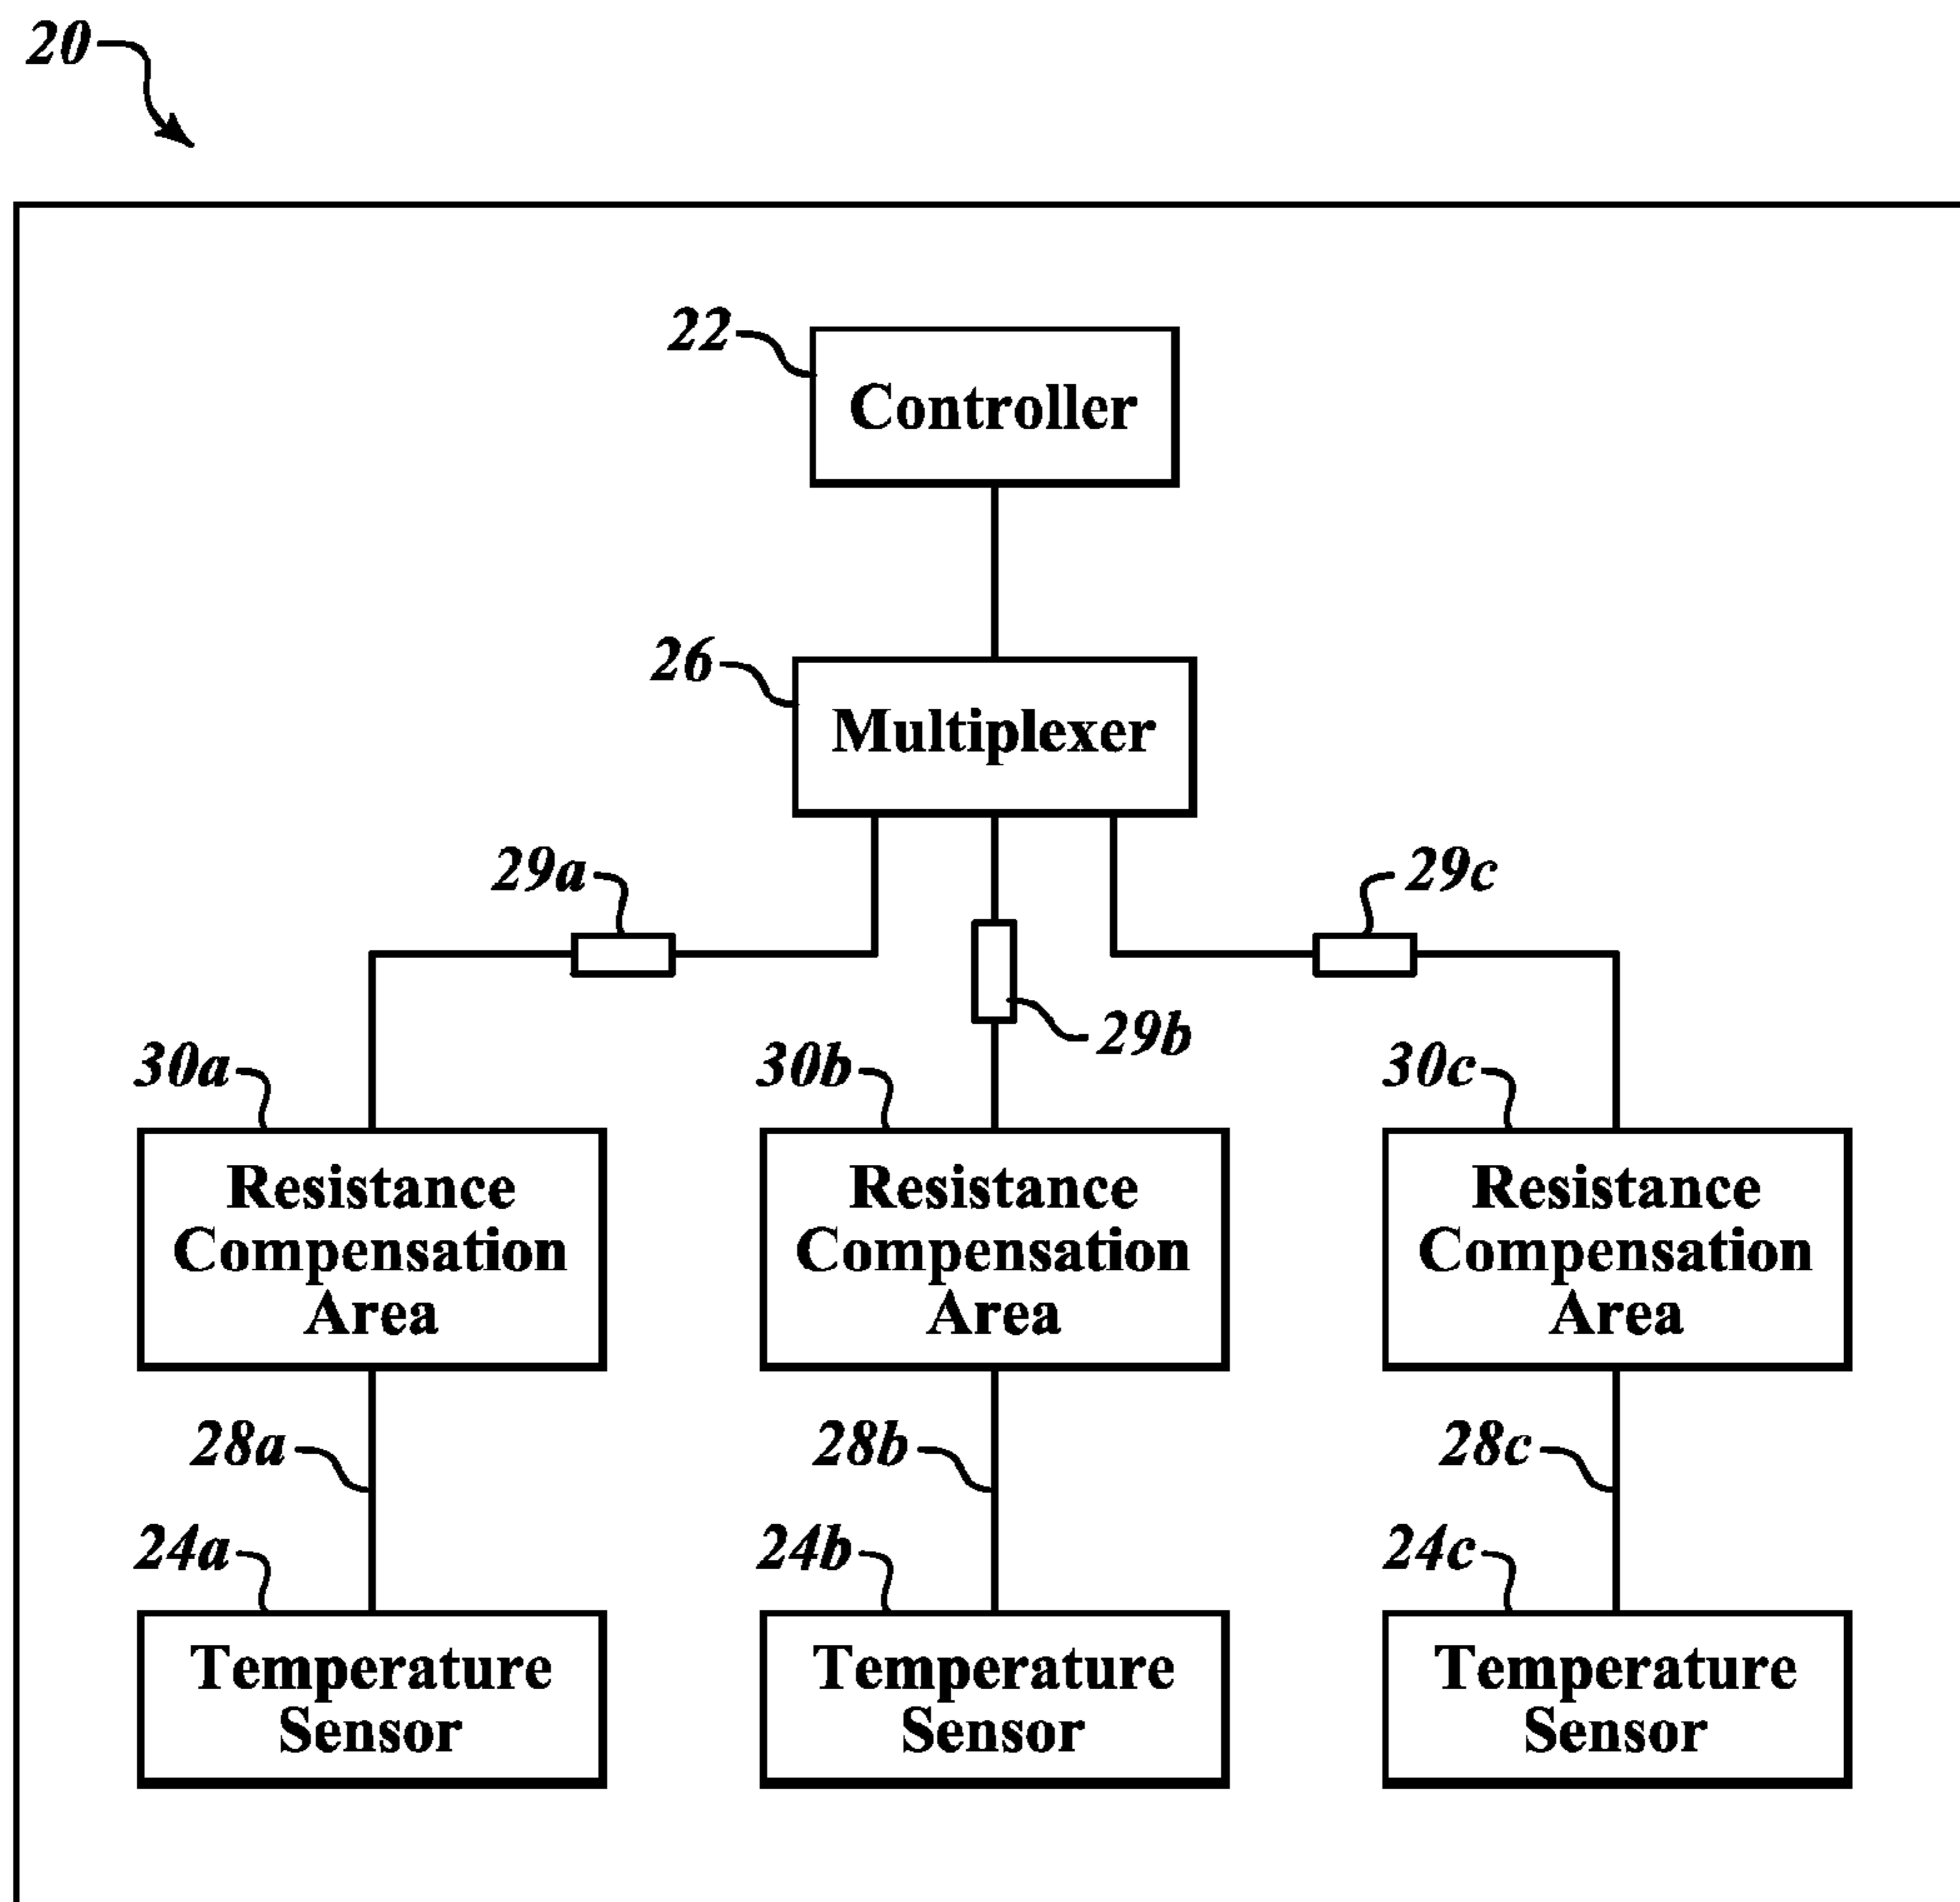 20
22
Controller
26
Multiplexer
29a
29c
29b
30a
30b
30c
Resistance
Compensation
Area
Resistance
Compensation
Area
Resistance
Compensation
Area
28a
28b
28c
24a
24b
24c
Temperature
Sensor
Temperature
Sensor
Temperature
Sensor